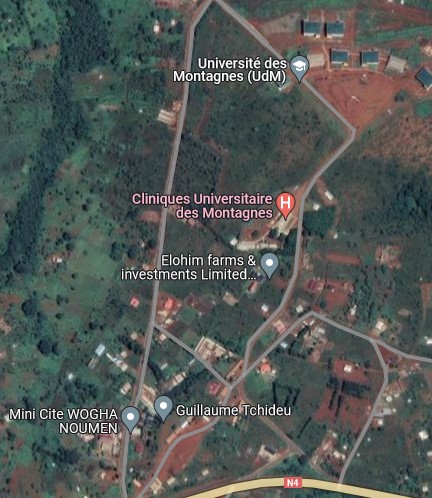 Université des
Montagnes (UdM)
Cliniques Universitaire
des Montagnes
H
Elohim farms &
investments Limited...
Guillaume Tchideu
Mini Cite WOGHA
NOUMEN
N4